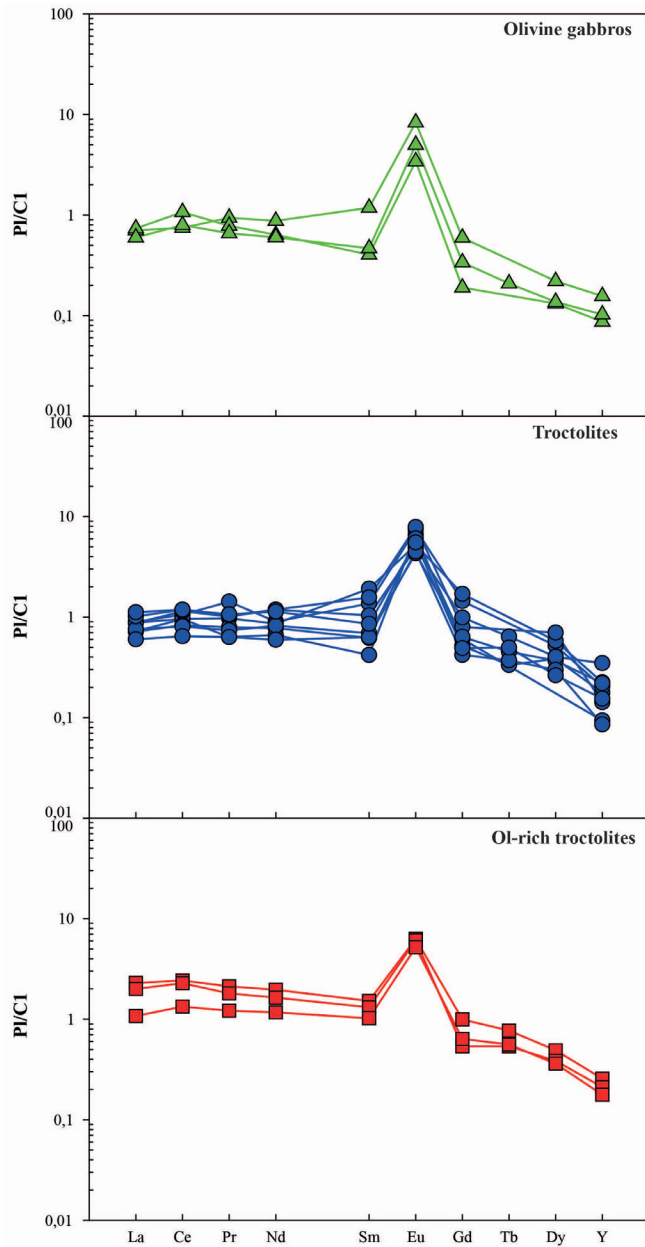 100
Olivine gabbros
10
1
Pl/C1
0,1
0,01
100
Troctolites
10
1
Pl/C1
0,1
0,01
100
Ol-rich troctolites
10
1
Pl/C1
0,1
0,01
La Ce Pr Nd Sm Eu Gd Tb Dy Y